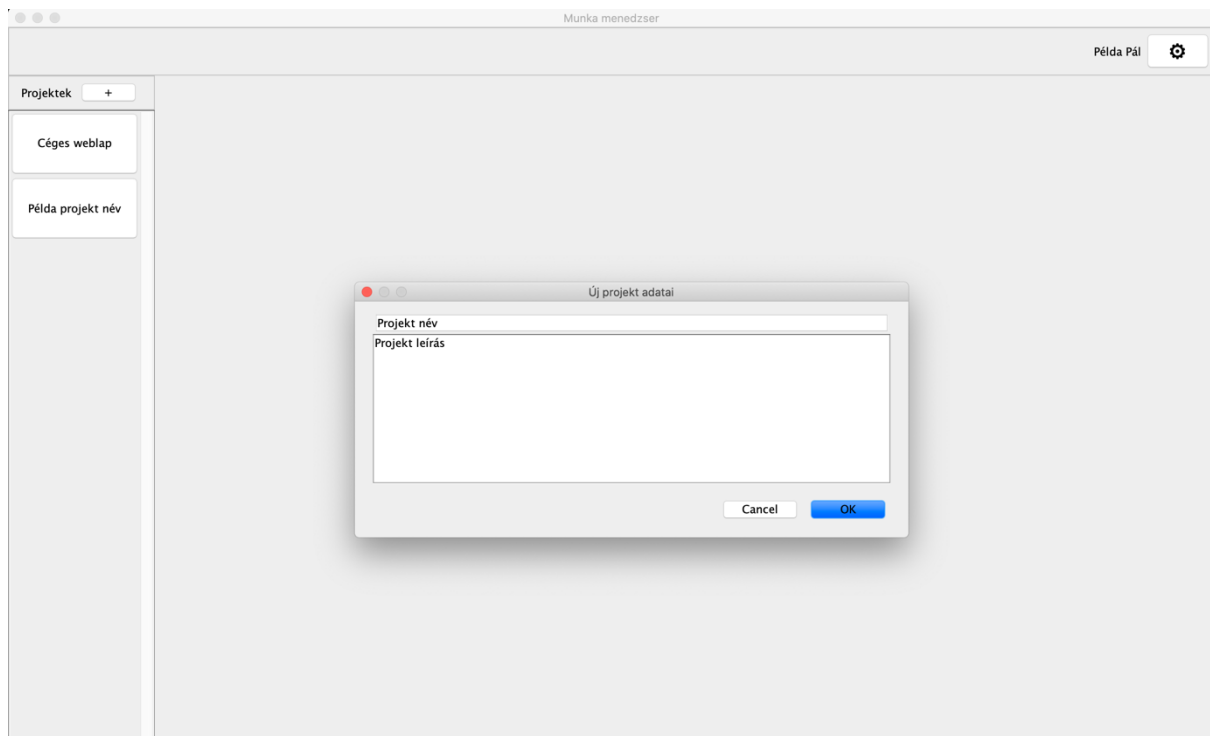 Munka menedzser
Példa Pál
Projektek +
Céges weblap
Példa projekt név
Új projekt adatai
Projekt név
Projekt leírás
Cancel OK